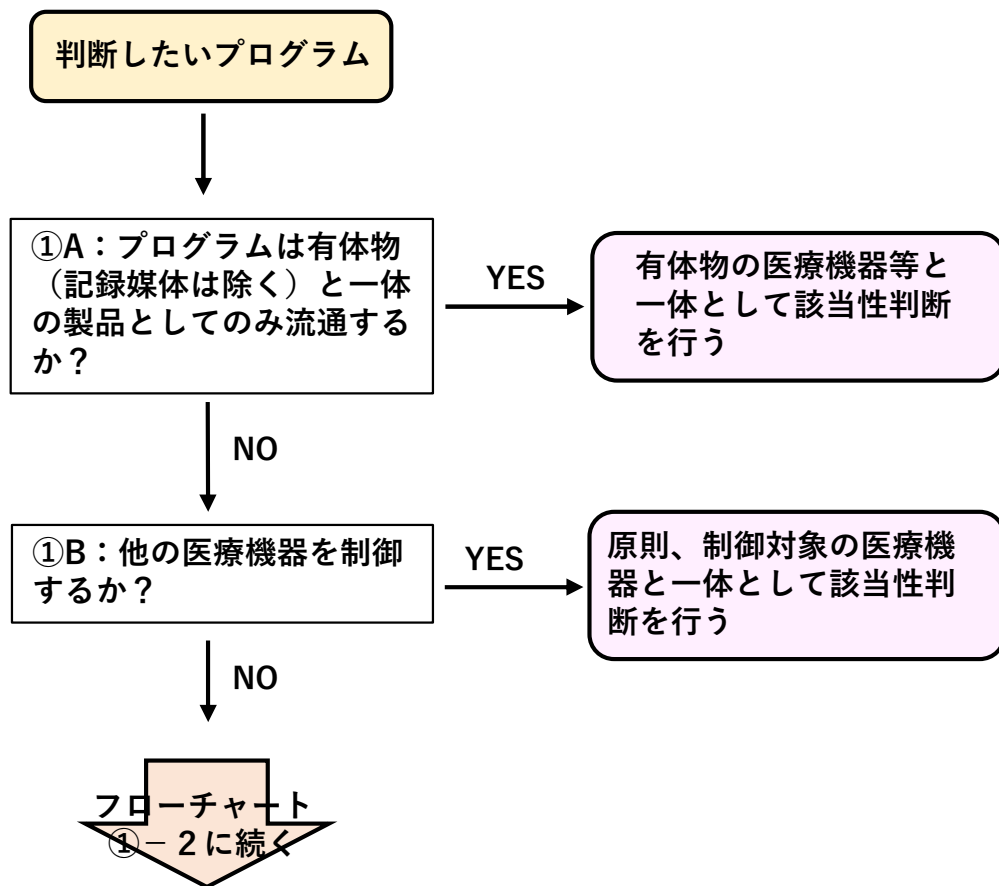 判断したいプログラム
①A：プログラムは有体物
（記録媒体は除く）と一体
の製品としてのみ流通する
か？
YES
有体物の医療機器等と
一体として該当性判断
を行う
NO
①B：他の医療機器を制御
するか？
YES
原則、制御対象の医療機
器と一体として該当性判
断を行う
NO
フローチャート
①－２に続く